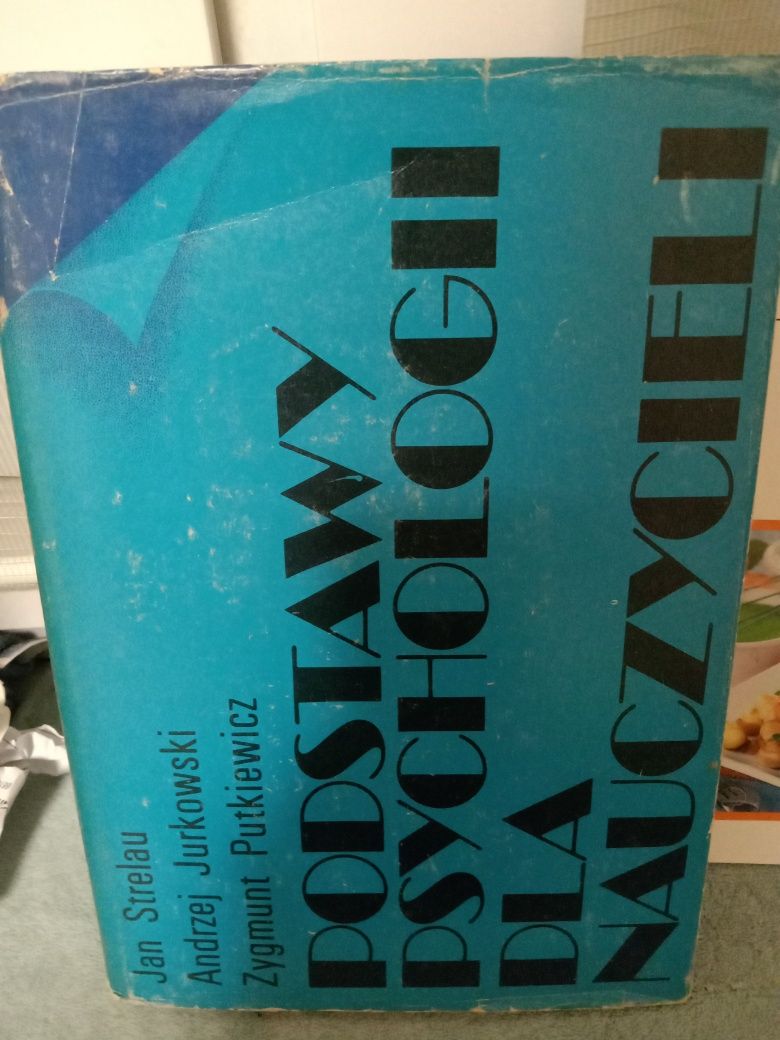 Jan Strelau
Andrzej Jurkowski
Zygmunt Putkiewicz
PODSTAWY
PSYCHOLOGII
DLA
NAUCZYCIELI